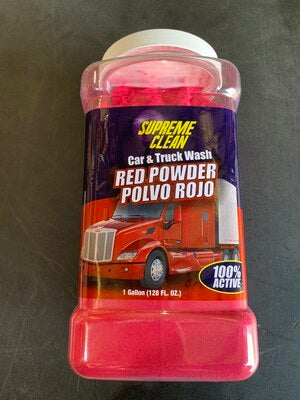 SUPREME
CLEAN
Car & Truck Wash
RED POWDER
POLVO ROJO
100%
ACTIVE
1 Gallon (128 FL. OZ.)